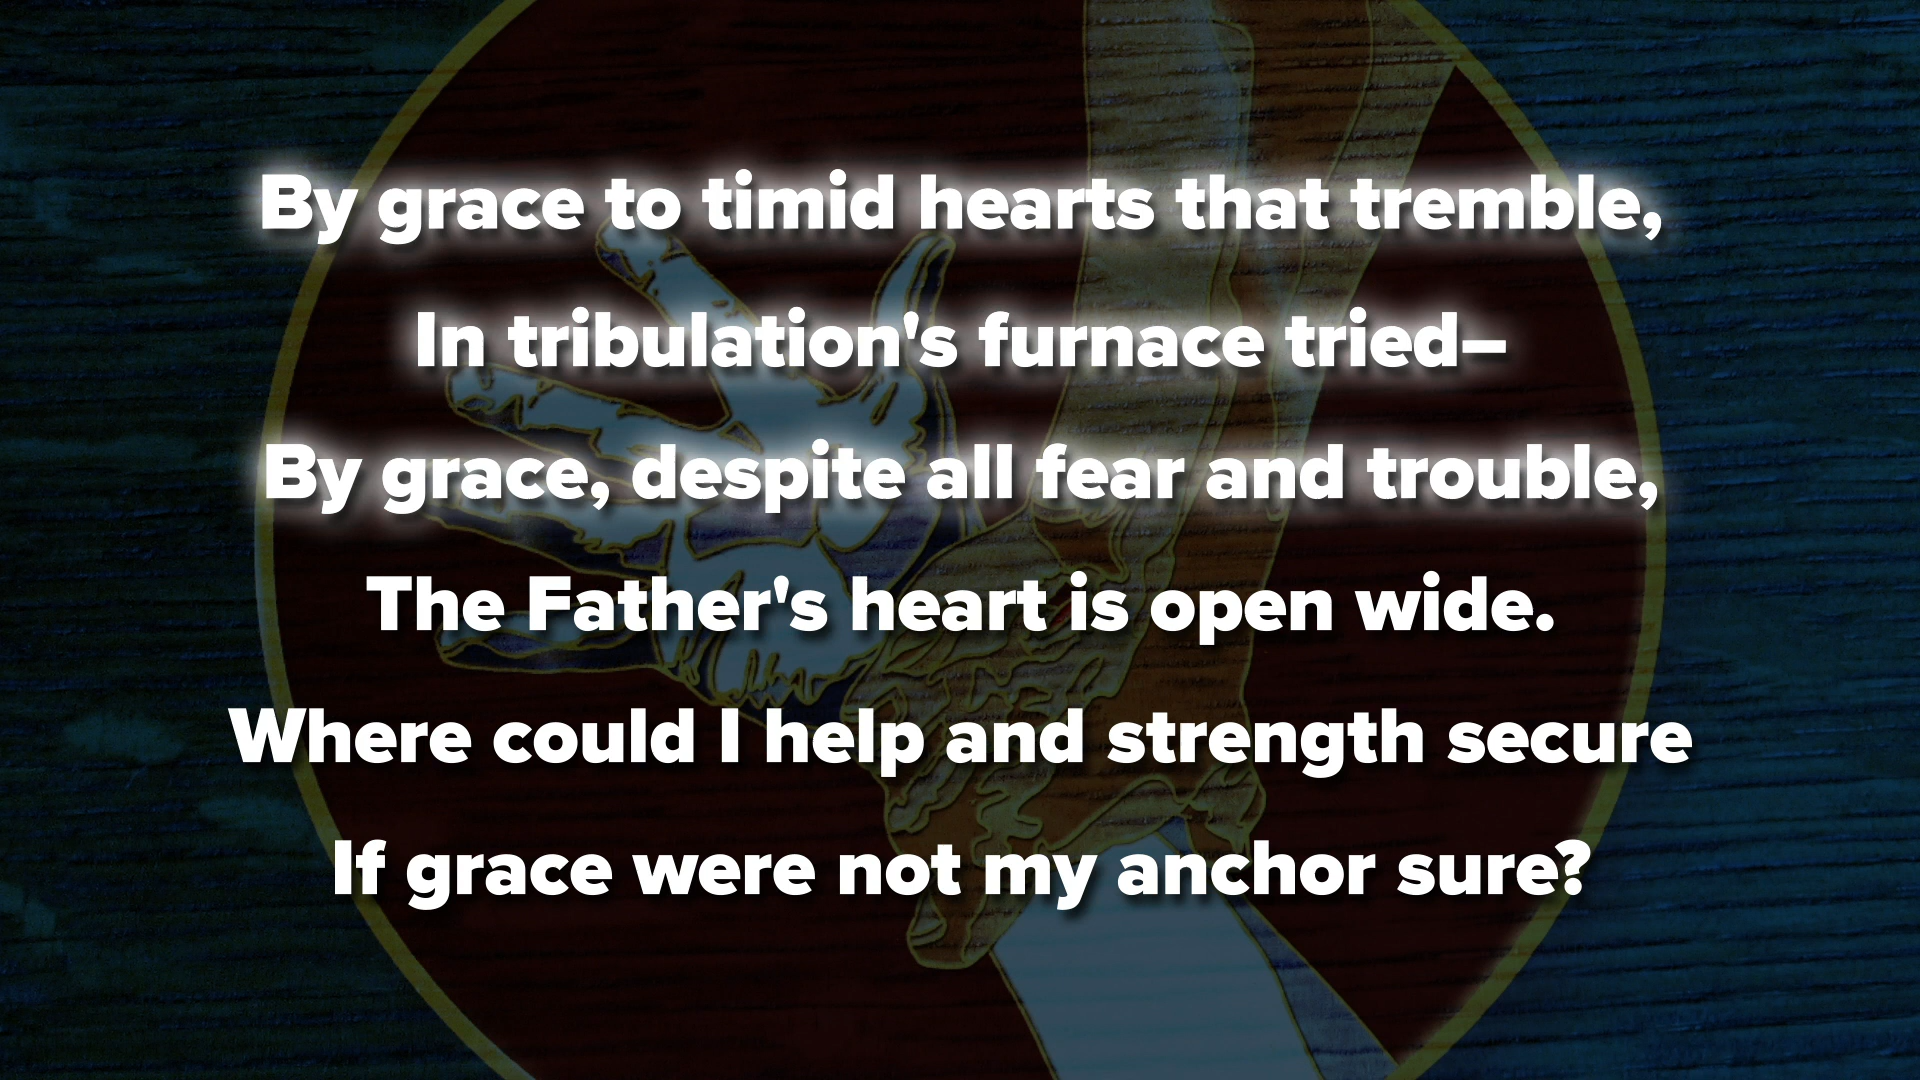 By grace to timid hearts that tremble,
In tribulation's furnace tried–
By grace, despite all fear and trouble,
The Father's heart is open wide.
Where could I help and strength secure
If grace were not my anchor sure?